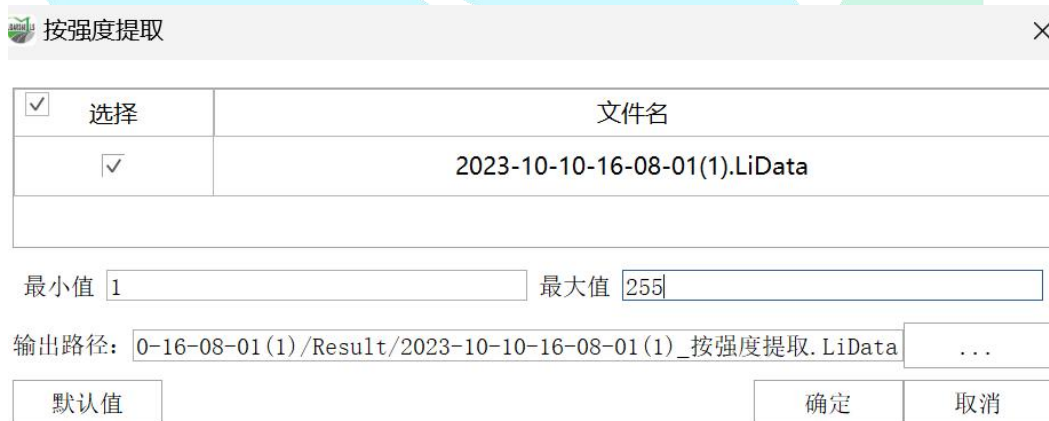 按强度提取
选择 文件名
2023-10-10-16-08-01(1).LiData
最小值 1 最大值 255
输出路径: 0-16-08-01(1)/Result/2023-10-10-16-08-01(1)_按强度提取.LiData ...
默认值 确定 取消